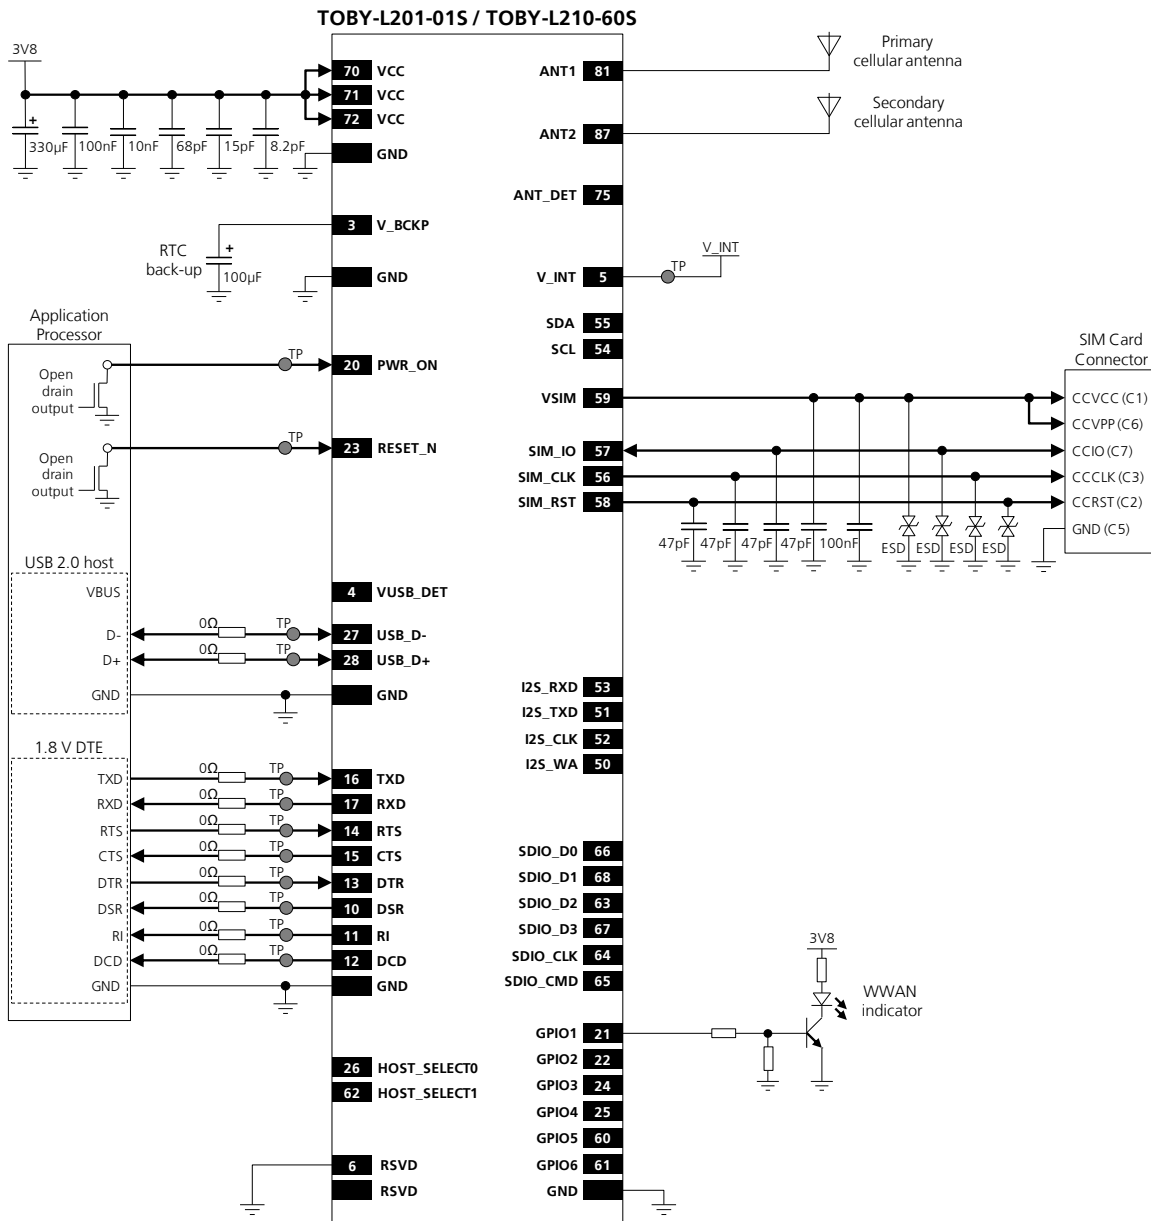 TOBY-L201-01S / TOBY-L210-60S
3V8
70 VCC
71 VCC
72 VCC
+
330µF 100nF 10nF 68pF 15pF 8.2pF
GND
3 V_BCKP
RTC
back-up
+
100µF
GND
Application
Processor
Open
drain
output
TP
20 PWR_ON
Open
drain
output
TP
23 RESET_N
USB 2.0 host
VBUS
4 VUSB_DET
D- 0Ω TP 27 USB_D-
D+ 0Ω TP 28 USB_D+
GND GND
1.8 V DTE
TXD 0Ω TP 16 TXD
RXD 0Ω TP 17 RXD
RTS 0Ω TP 14 RTS
CTS 0Ω TP 15 CTS
DTR 0Ω TP 13 DTR
DSR 0Ω TP 10 DSR
RI 0Ω TP 11 RI
DCD 0Ω TP 12 DCD
GND GND
26 HOST_SELECT0
62 HOST_SELECT1
6 RSVD
RSVD
ANT1 81
Primary
cellular antenna
ANT2 87
Secondary
cellular antenna
ANT_DET 75
V_INT 5
TP
V_INT
SDA 55
SCL 54
VSIM 59
SIM_IO 57
SIM_CLK 56
SIM_RST 58
47pF 47pF 47pF 47pF 100nF
ESD ESD ESD ESD
SIM Card
Connector
CCVCC (C1)
CCVPP (C6)
CCIO (C7)
CCCLK (C3)
CCRST (C2)
GND (C5)
I2S_RXD 53
I2S_TXD 51
I2S_CLK 52
I2S_WA 50
SDIO_D0 66
SDIO_D1 68
SDIO_D2 63
SDIO_D3 67
SDIO_CLK 64
SDIO_CMD 65
3V8
WWAN
indicator
GPIO1 21
GPIO2 22
GPIO3 24
GPIO4 25
GPIO5 60
GPIO6 61
GND